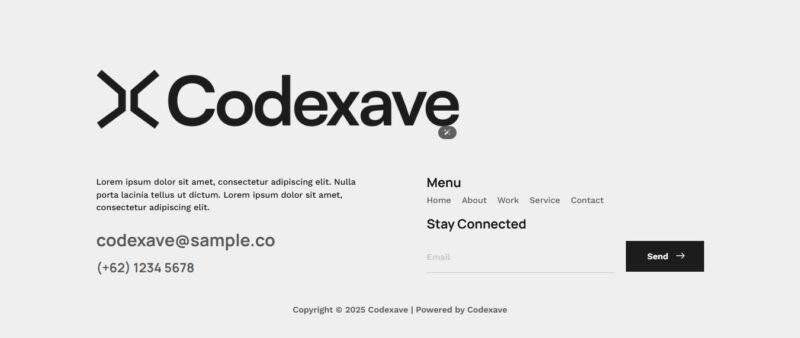 Codexave
Lorem ipsum dolor sit amet, consectetur adipiscing elit. Nulla
porta lacinia tellus ut dictum. Lorem ipsum dolor sit amet,
consectetur adipiscing elit.
codexave@sample.co
(+62) 1234 5678
Menu
Home About Work Service Contact
Stay Connected
Email
Send
Copyright © 2025 Codexave | Powered by Codexave